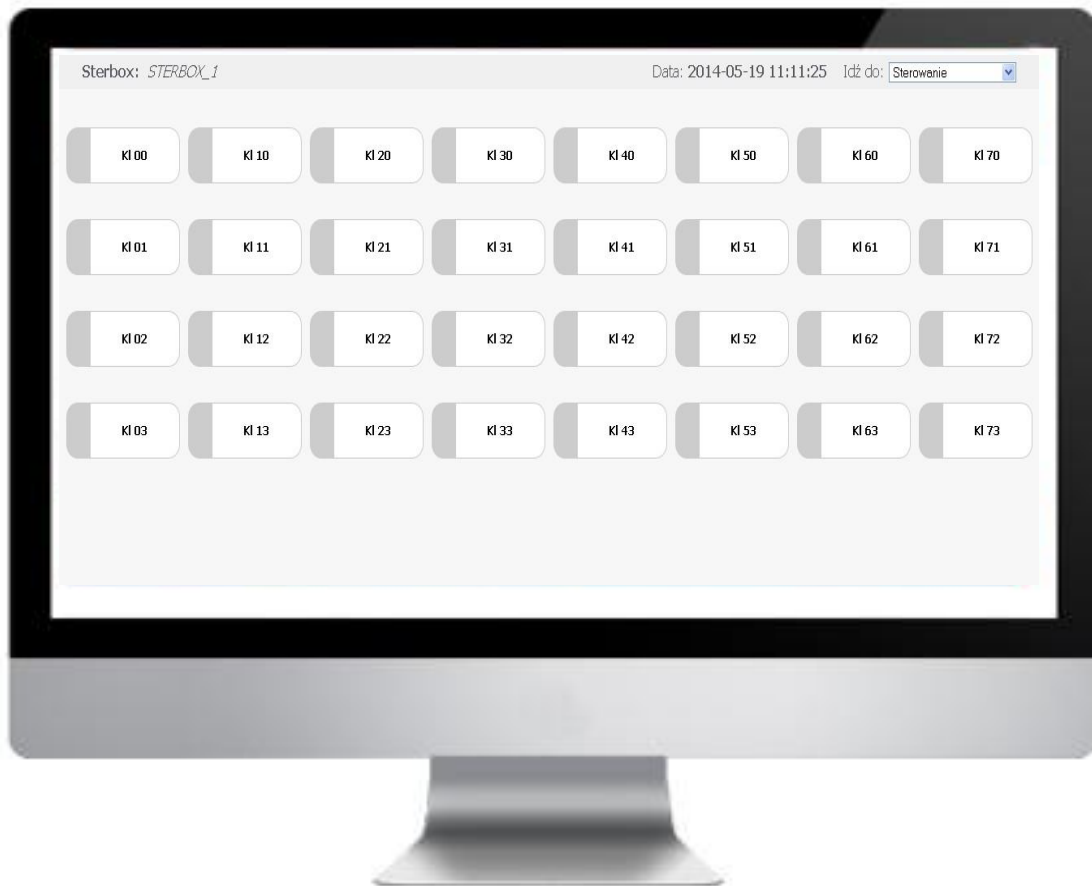 Sterbox: STERBOX_1 Data: 2014-05-19 11:11:25 Idź do: Sterowanie
Kl 00 Kl 10 Kl 20 Kl 30 Kl 40 Kl 50 Kl 60 Kl 70
Kl 01 Kl 11 Kl 21 Kl 31 Kl 41 Kl 51 Kl 61 Kl 71
Kl 02 Kl 12 Kl 22 Kl 32 Kl 42 Kl 52 Kl 62 Kl 72
Kl 03 Kl 13 Kl 23 Kl 33 Kl 43 Kl 53 Kl 63 Kl 73